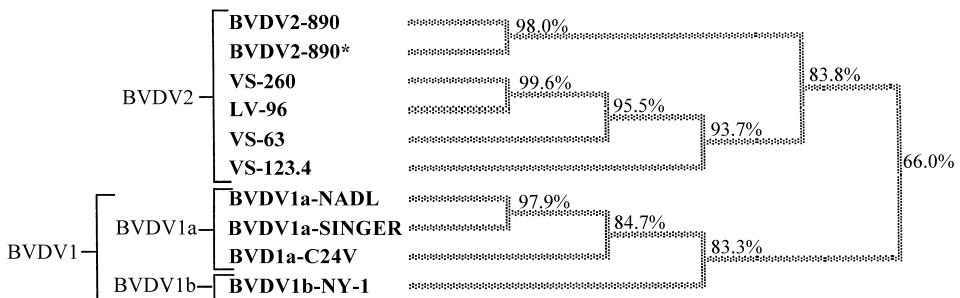 BVDV2-890
98.0%
BVDV2-890*
VS-260
83.8%
99.6%
BVDV2
LV-96
95.5%
VS-63
93.7%
VS-123.4
66.0%
BVDV1a-NADL
97.9%
BVDV1a
BVDV1a-SINGER
84.7%
BVDV1
BVD1a-C24V
83.3%
BVDV1b
BVDV1b-NY-1